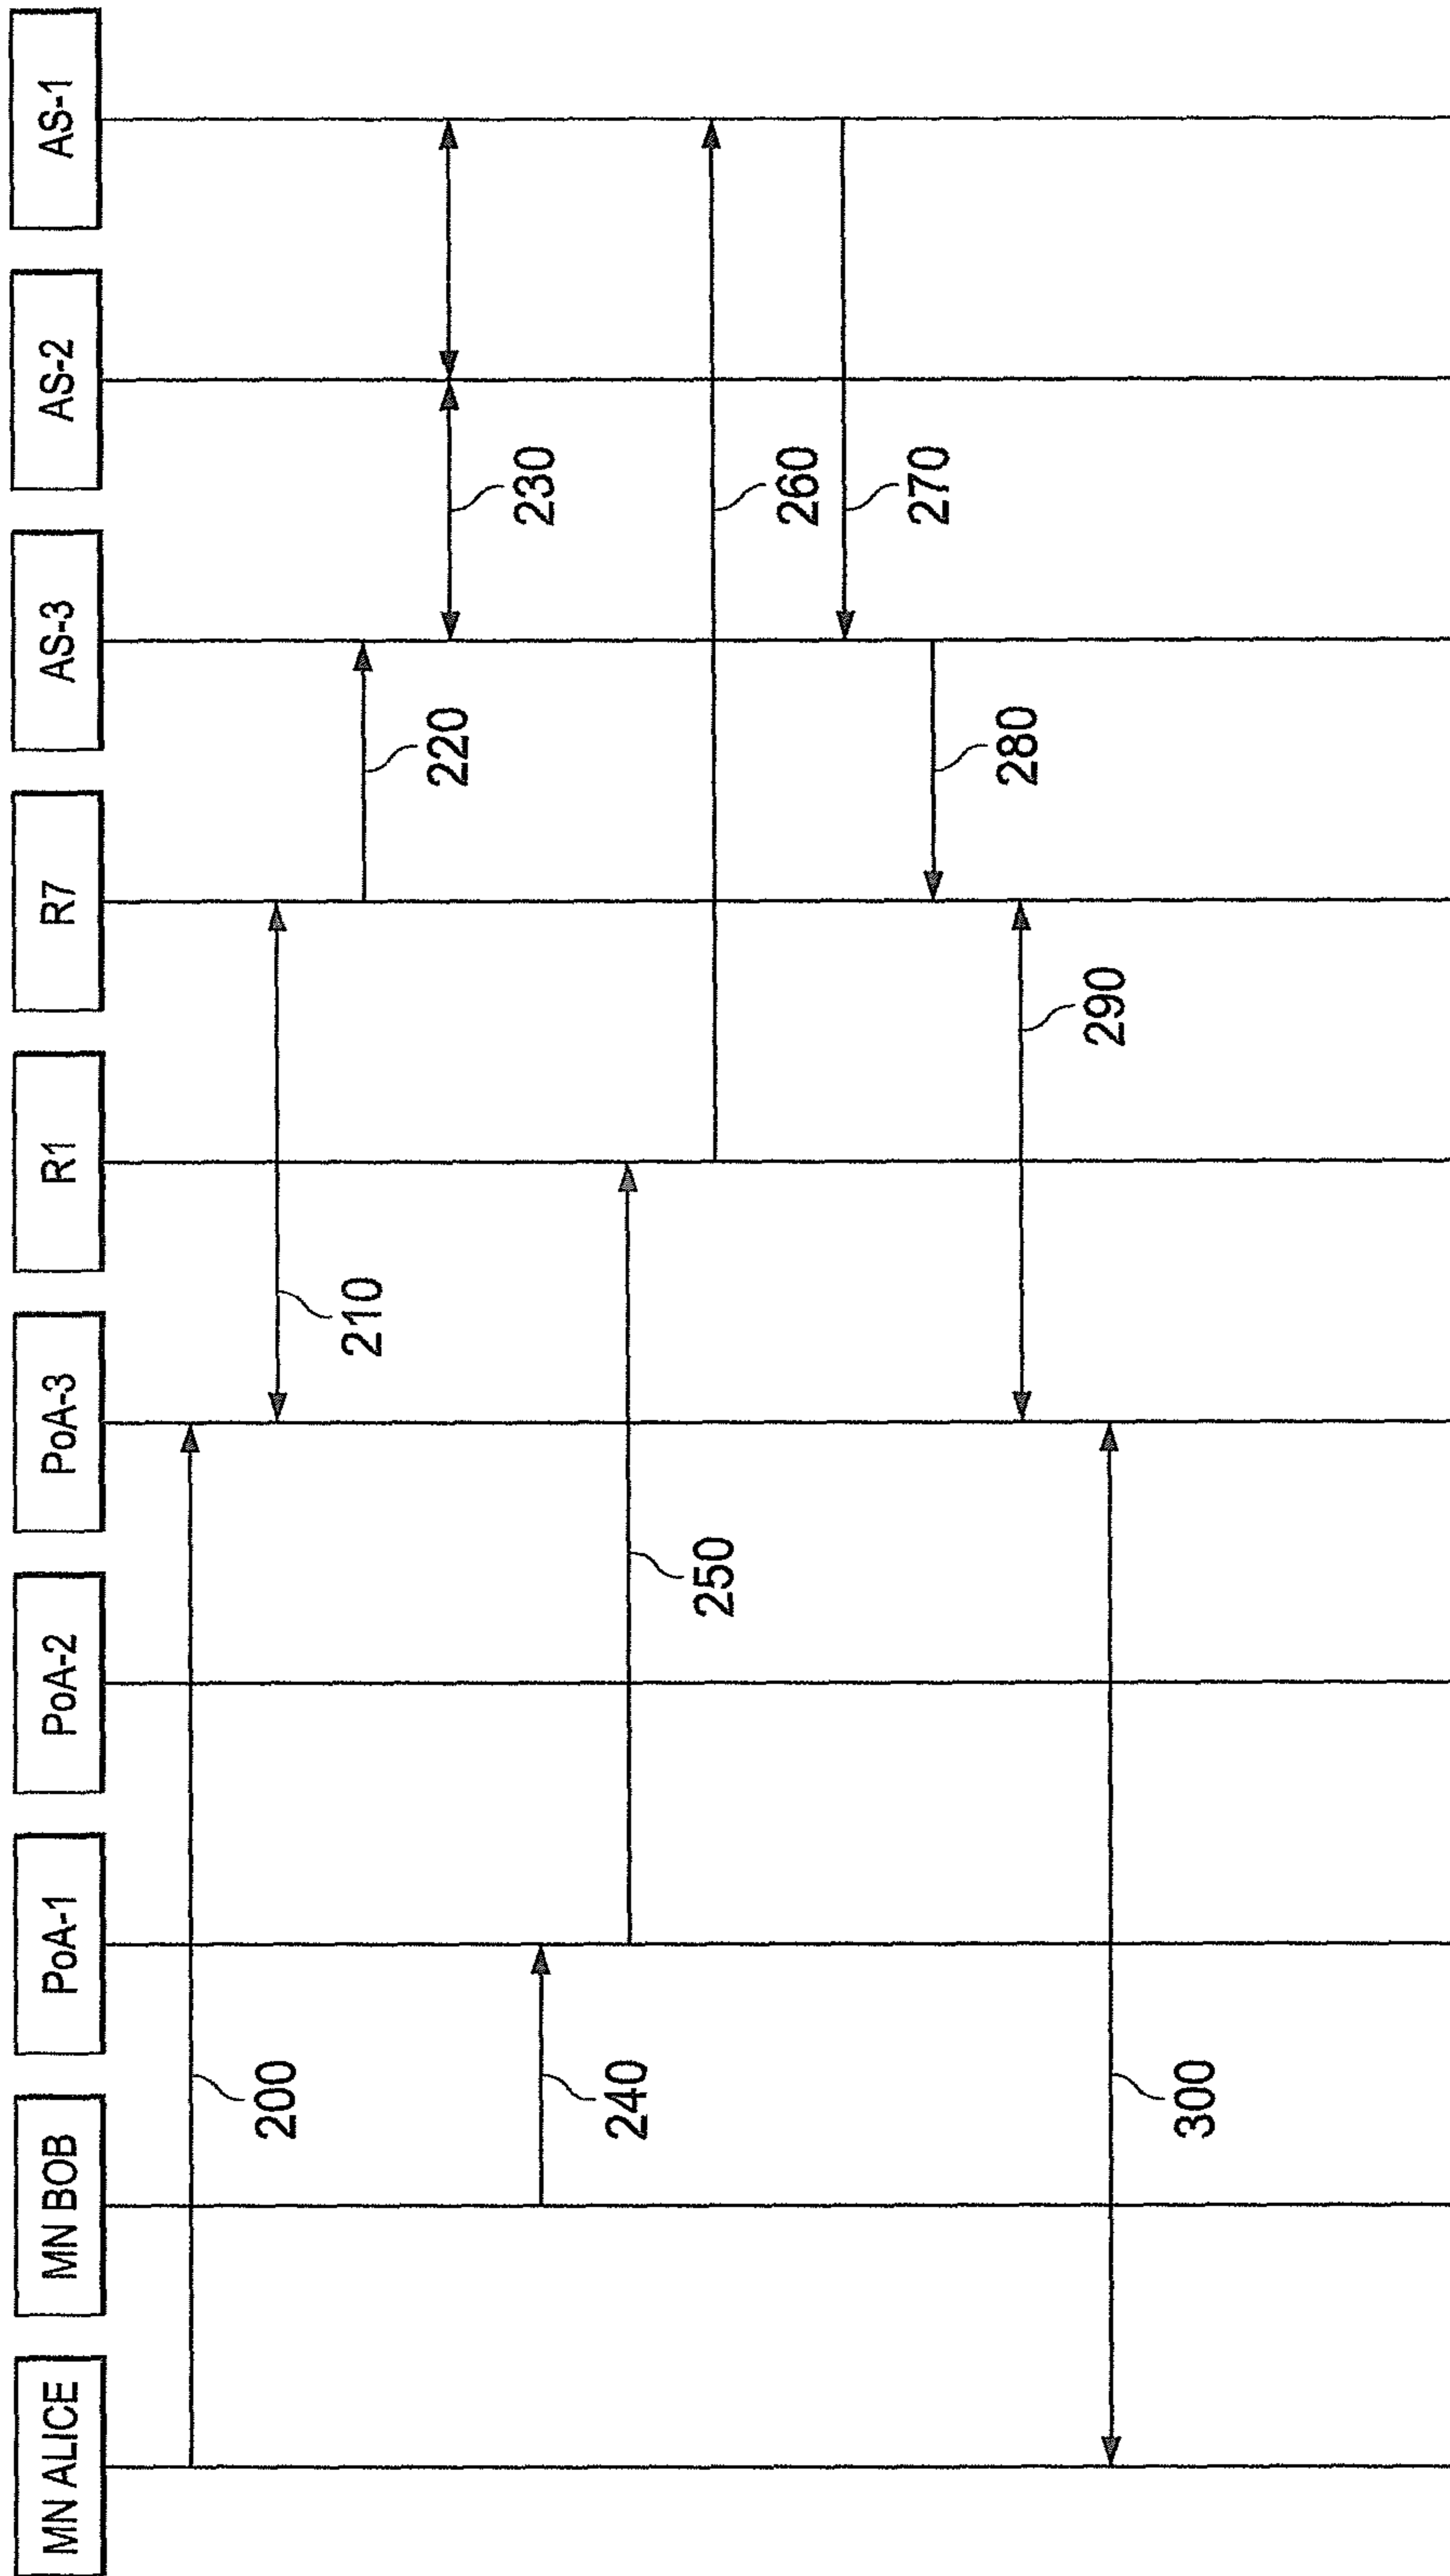 MN ALICE
MN BOB
PoA-1
PoA-2
PoA-3
R1
R7
AS-3
AS-2
AS-1
200
210
220
230
240
250
260
270
280
290
300